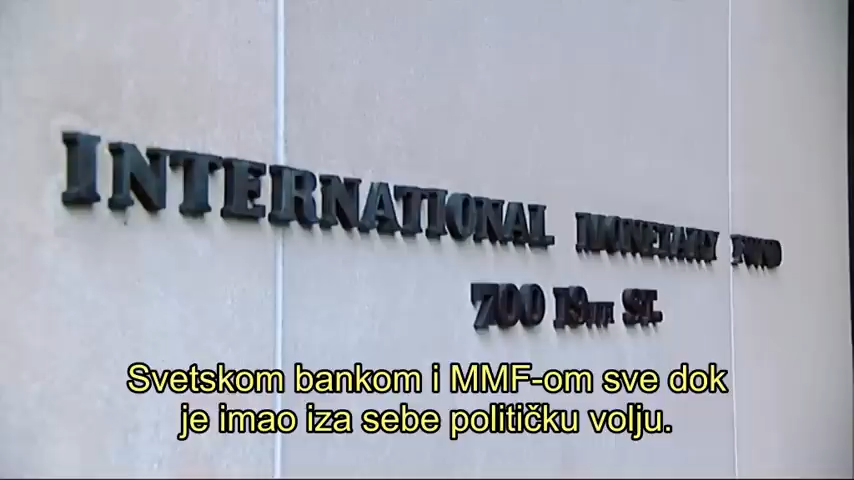 INTERNATIONAL MONETARY FUND
700 19TH ST.
Svetskom bankom i MMF-om sve dok
je imao iza sebe političku volju.